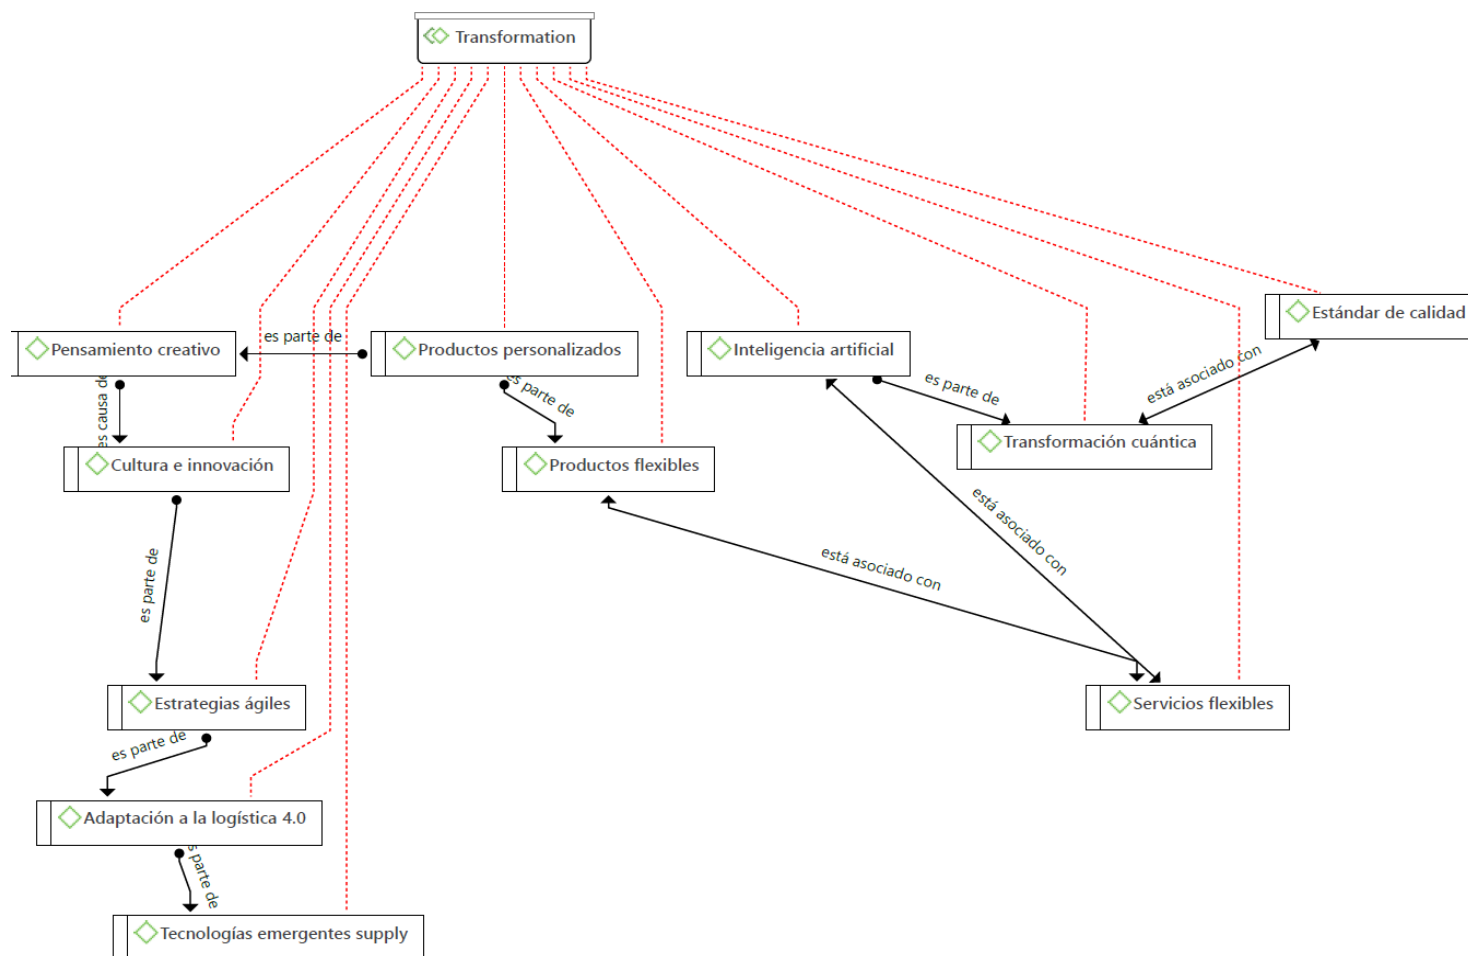 Transformation
Estándar de calidad
es parte de
Pensamiento creativo
Productos personalizados
Inteligencia artificial
está asociado con
es causa de
es parte de
es parte de
Transformación cuántica
Cultura e innovación
Productos flexibles
está asociado con
es parte de
está asociado con
Estrategias ágiles
Servicios flexibles
es parte de
Adaptación a la logística 4.0
es parte de
Tecnologías emergentes supply